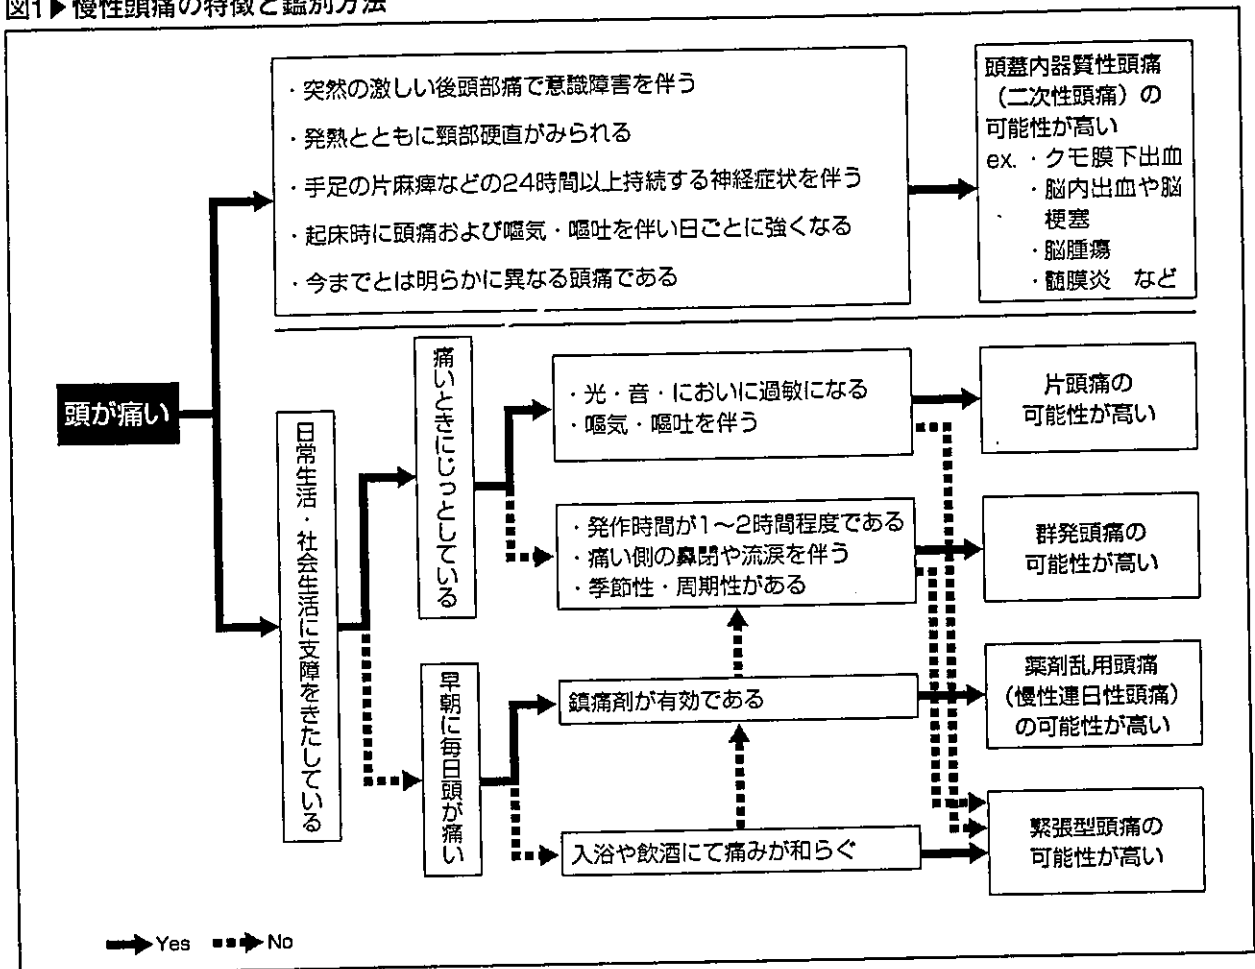 図1▶慢性頭痛の特徴と鑑別方法
・突然の激しい後頭部痛で意識障害を伴う
・発熱とともに頸部硬直がみられる
・手足の片麻痺などの24時間以上持続する神経症状を伴う
・起床時に頭痛および嘔気・嘔吐を伴い日ごとに強くなる
・今までとは明らかに異なる頭痛である
頭蓋内器質性頭痛
（二次性頭痛）の
可能性が高い
ex.・クモ膜下出血
・脳内出血や脳
梗塞
・脳腫瘍
・髄膜炎 など
頭が痛い
日常生活・社会生活に支障をきたしている
痛いときにじっとしている
・光・音・においに過敏になる
・嘔気・嘔吐を伴う
片頭痛の
可能性が高い
・発作時間が1～2時間程度である
・痛い側の鼻閉や流涙を伴う
・季節性・周期性がある
群発頭痛の
可能性が高い
早朝に毎日頭が痛い
鎮痛剤が有効である
薬剤乱用頭痛
（慢性連日性頭痛）
の可能性が高い
入浴や飲酒にて痛みが和らぐ
緊張型頭痛の
可能性が高い
Yes No